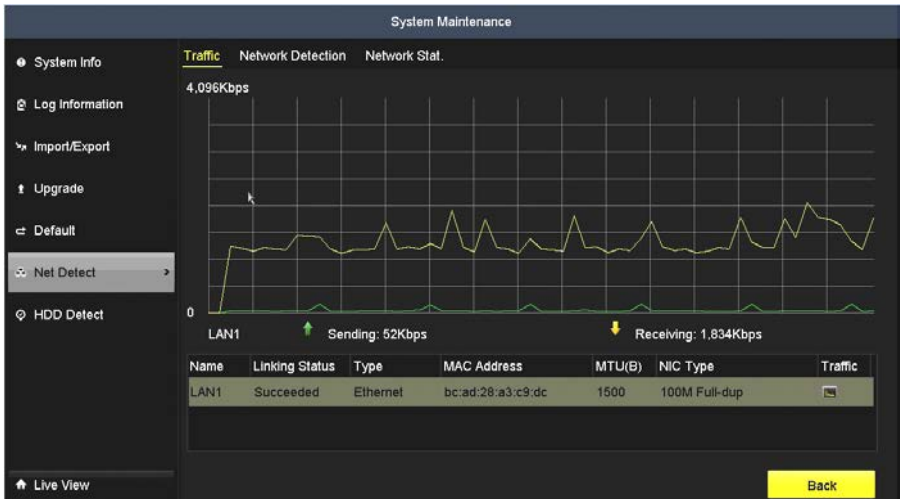 System Maintenance
System Info
Log Information
Import/Export
Upgrade
Default
Net Detect
HDD Detect
Live View
Traffic Network Detection Network Stat.
4,096Kbps
0
LAN1 Sending: 52Kbps Receiving: 1,834Kbps
Name Linking Status Type MAC Address MTU(B) NIC Type Traffic
LAN1 Succeeded Ethernet bc:ad:28:a3:c9:dc 1500 100M Full-dup
Back